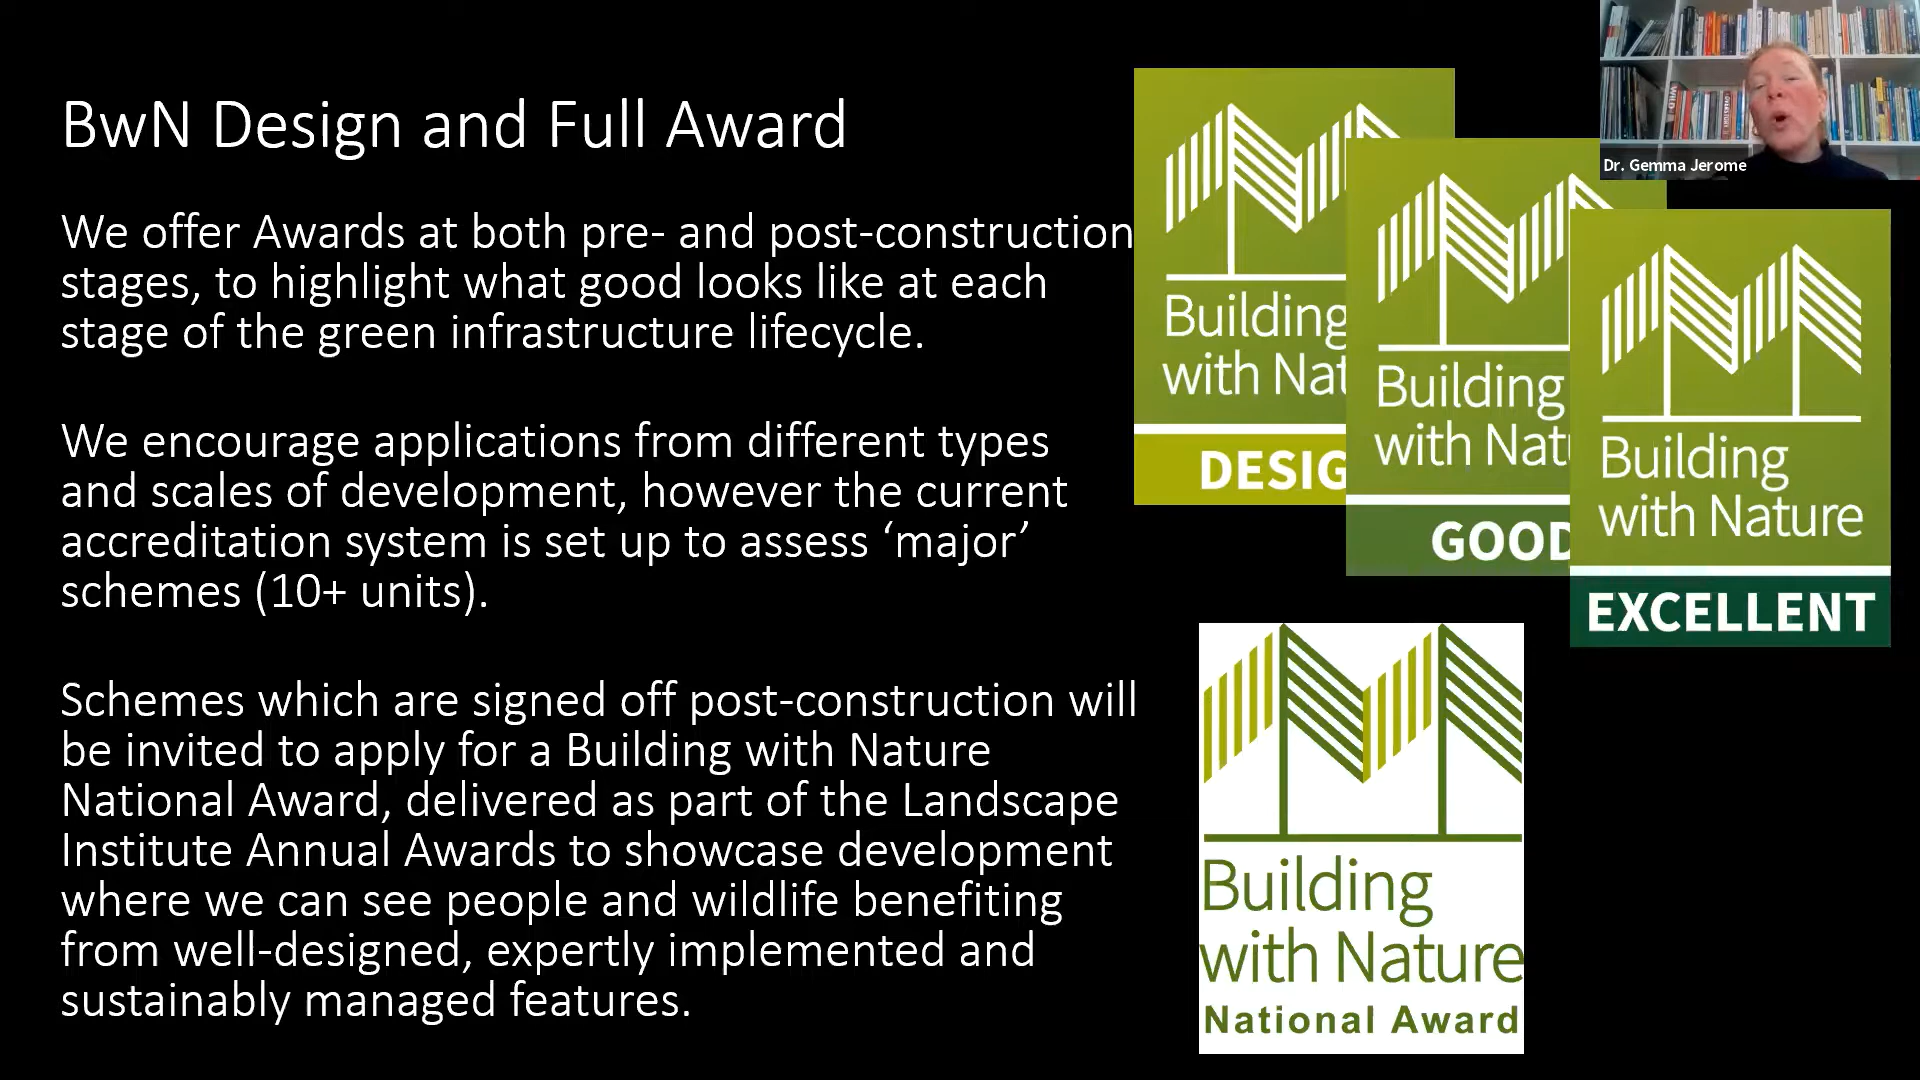 BwN Design and Full Award
We offer Awards at both pre- and post-construction
stages, to highlight what good looks like at each
stage of the green infrastructure lifecycle.
We encourage applications from different types
and scales of development, however the current
accreditation system is set up to assess ‘major’
schemes (10+ units).
Schemes which are signed off post-construction will
be invited to apply for a Building with Nature
National Award, delivered as part of the Landscape
Institute Annual Awards to showcase development
where we can see people and wildlife benefiting
from well-designed, expertly implemented and
sustainably managed features.
Building
with Nat
DESIG
Building
with Natu
GOOD
Building
with Nature
EXCELLENT
Building
with Nature
National Award
Dr. Gemma Jerome
WILD